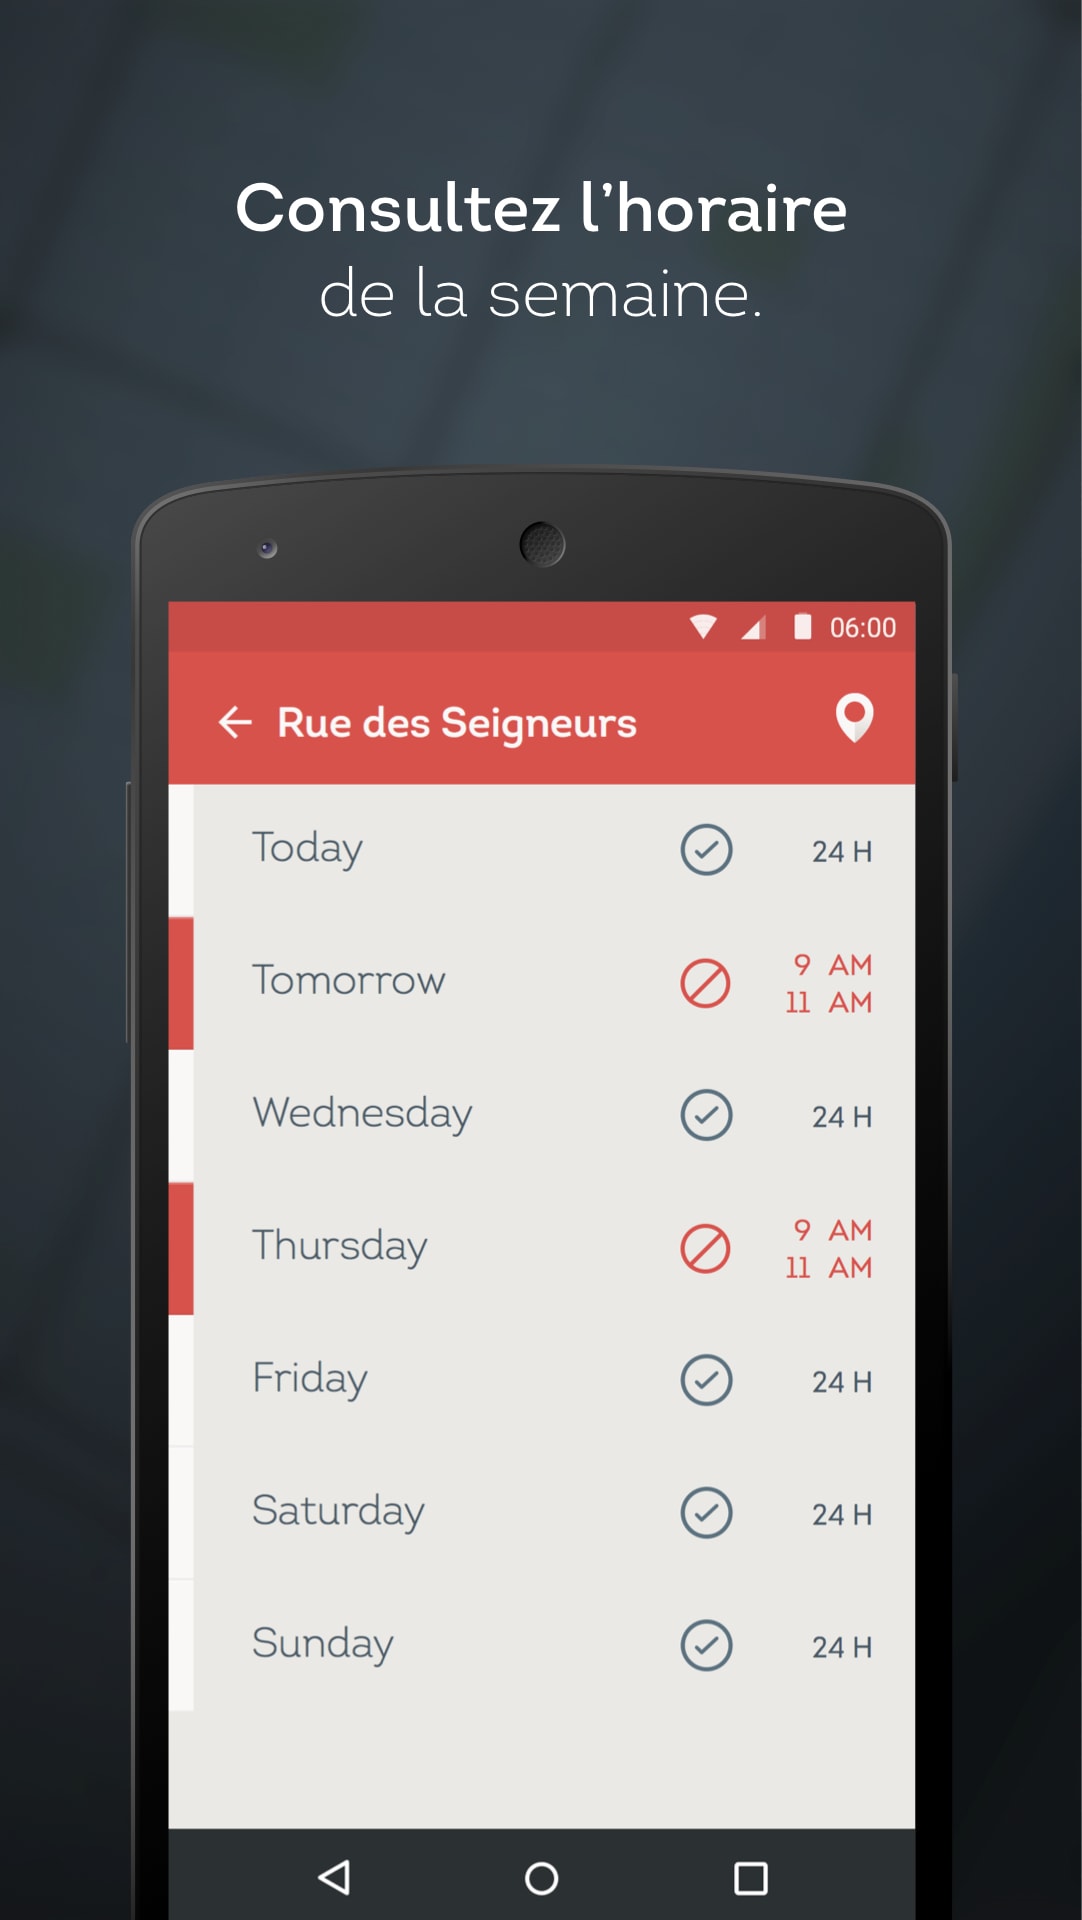 Consultez l’horaire
de la semaine.
06:00
Rue des Seigneurs
Today 24 H
Tomorrow 9 AM
11 AM
Wednesday 24 H
Thursday 9 AM
11 AM
Friday 24 H
Saturday 24 H
Sunday 24 H